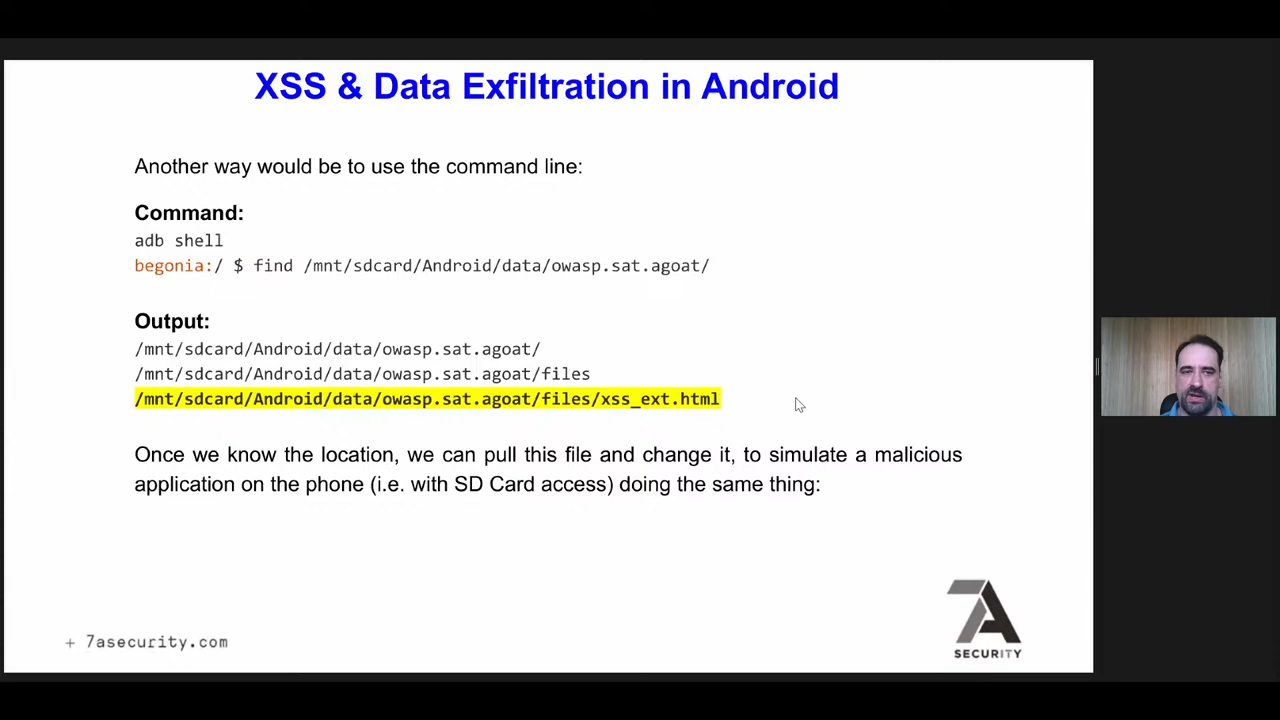 XSS & Data Exfiltration in Android
Another way would be to use the command line:
Command:
adb shell
begonia:/ $ find /mnt/sdcard/Android/data/owasp.sat.agoat/
Output:
/mnt/sdcard/Android/data/owasp.sat.agoat/
/mnt/sdcard/Android/data/owasp.sat.agoat/files
/mnt/sdcard/Android/data/owasp.sat.agoat/files/xss_ext.html
Once we know the location, we can pull this file and change it, to simulate a malicious
application on the phone (i.e. with SD Card access) doing the same thing:
+ 7asecurity.com
7A
SECURITY